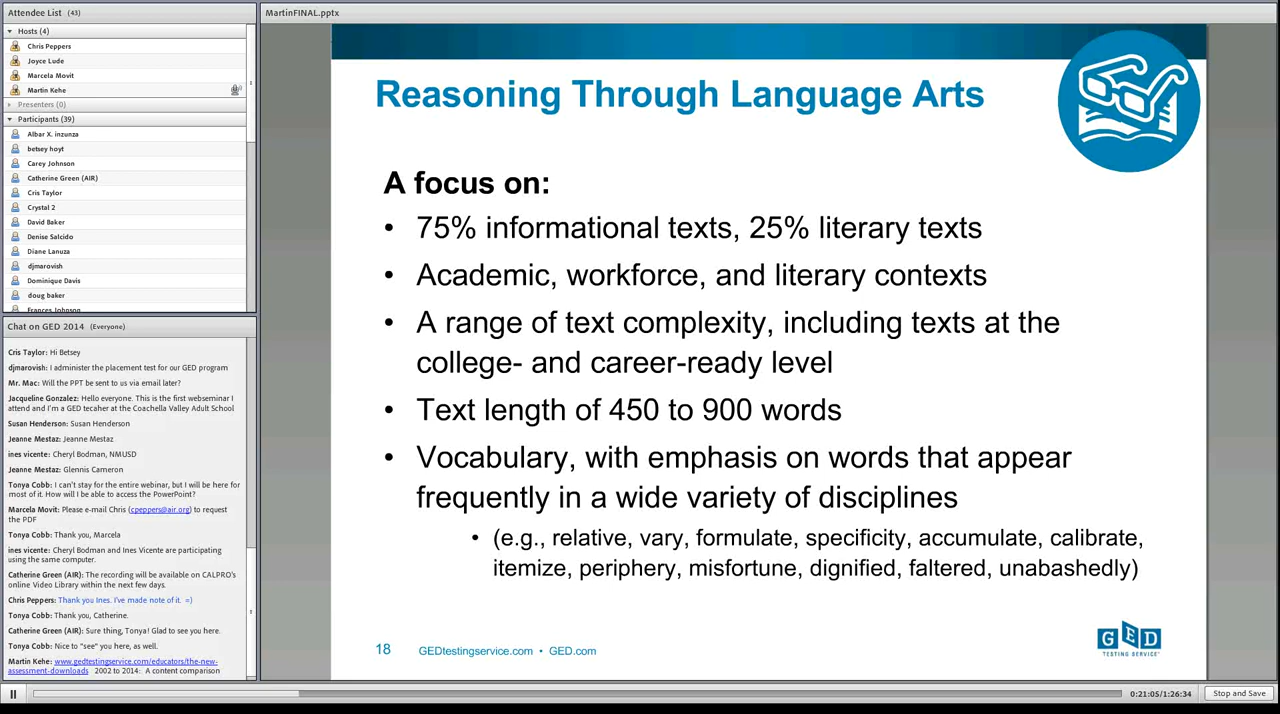 Attendee List (43)
Hosts (4)
Chris Peppers
Joyce Lude
Marcela Movit
Martin Kehe
Presenters (0)
Participants (39)
Albar X. inzunza
betsey hoyt
Carey Johnson
Catherine Green (AIR)
Cris Taylor
Crystal 2
David Baker
Denise Salcido
Diane Lanuza
djmarovish
Dominique Davis
doug baker
Frances Johnson
Chat on GED 2014 (Everyone)
Cris Taylor: Hi Betsey
djmarovish: I administer the placement test for our GED program
Mr. Mac: Will the PPT be sent to us via email later?
Jacqueline Gonzalez: Hello everyone. This is the first webseminar I
attend and I'm a GED tecaher at the Coachella Valley Adult School
Susan Henderson: Susan Henderson
Jeanne Mestaz: Jeanne Mestaz
ines vicente: Cheryl Bodman, NMUSD
Jeanne Mestaz: Glennis Cameron
Tonya Cobb: I can't stay for the entire webinar, but I will be here for
most of it. How will I be able to access the PowerPoint?
Marcela Movit: Please e-mail Chris (cpeppers@air.org) to request
the PDF
Tonya Cobb: Thank you, Marcela
ines vicente: Cheryl Bodman and Ines Vicente are participating
using the same computer.
Catherine Green (AIR): The recording will be available on CALPRO's
online Video Library within the next few days.
Chris Peppers: Thank you Ines. I've made note of it. =)
Tonya Cobb: Thank you, Catherine.
Catherine Green (AIR): Sure thing, Tonya! Glad to see you here.
Tonya Cobb: Nice to "see" you here, as well.
Martin Kehe: www.gedtestingservice.com/educators/the-new-
assessment-downloads 2002 to 2014: A content comparison
MartinFINAL.pptx
Reasoning Through Language Arts
A focus on:
• 75% informational texts, 25% literary texts
• Academic, workforce, and literary contexts
• A range of text complexity, including texts at the
college- and career-ready level
• Text length of 450 to 900 words
• Vocabulary, with emphasis on words that appear
frequently in a wide variety of disciplines
• (e.g., relative, vary, formulate, specificity, accumulate, calibrate,
itemize, periphery, misfortune, dignified, faltered, unabashedly)
18 GEDtestingservice.com • GED.com
GED
TESTING SERVICE
0:21:05/1:26:34
Stop and Save